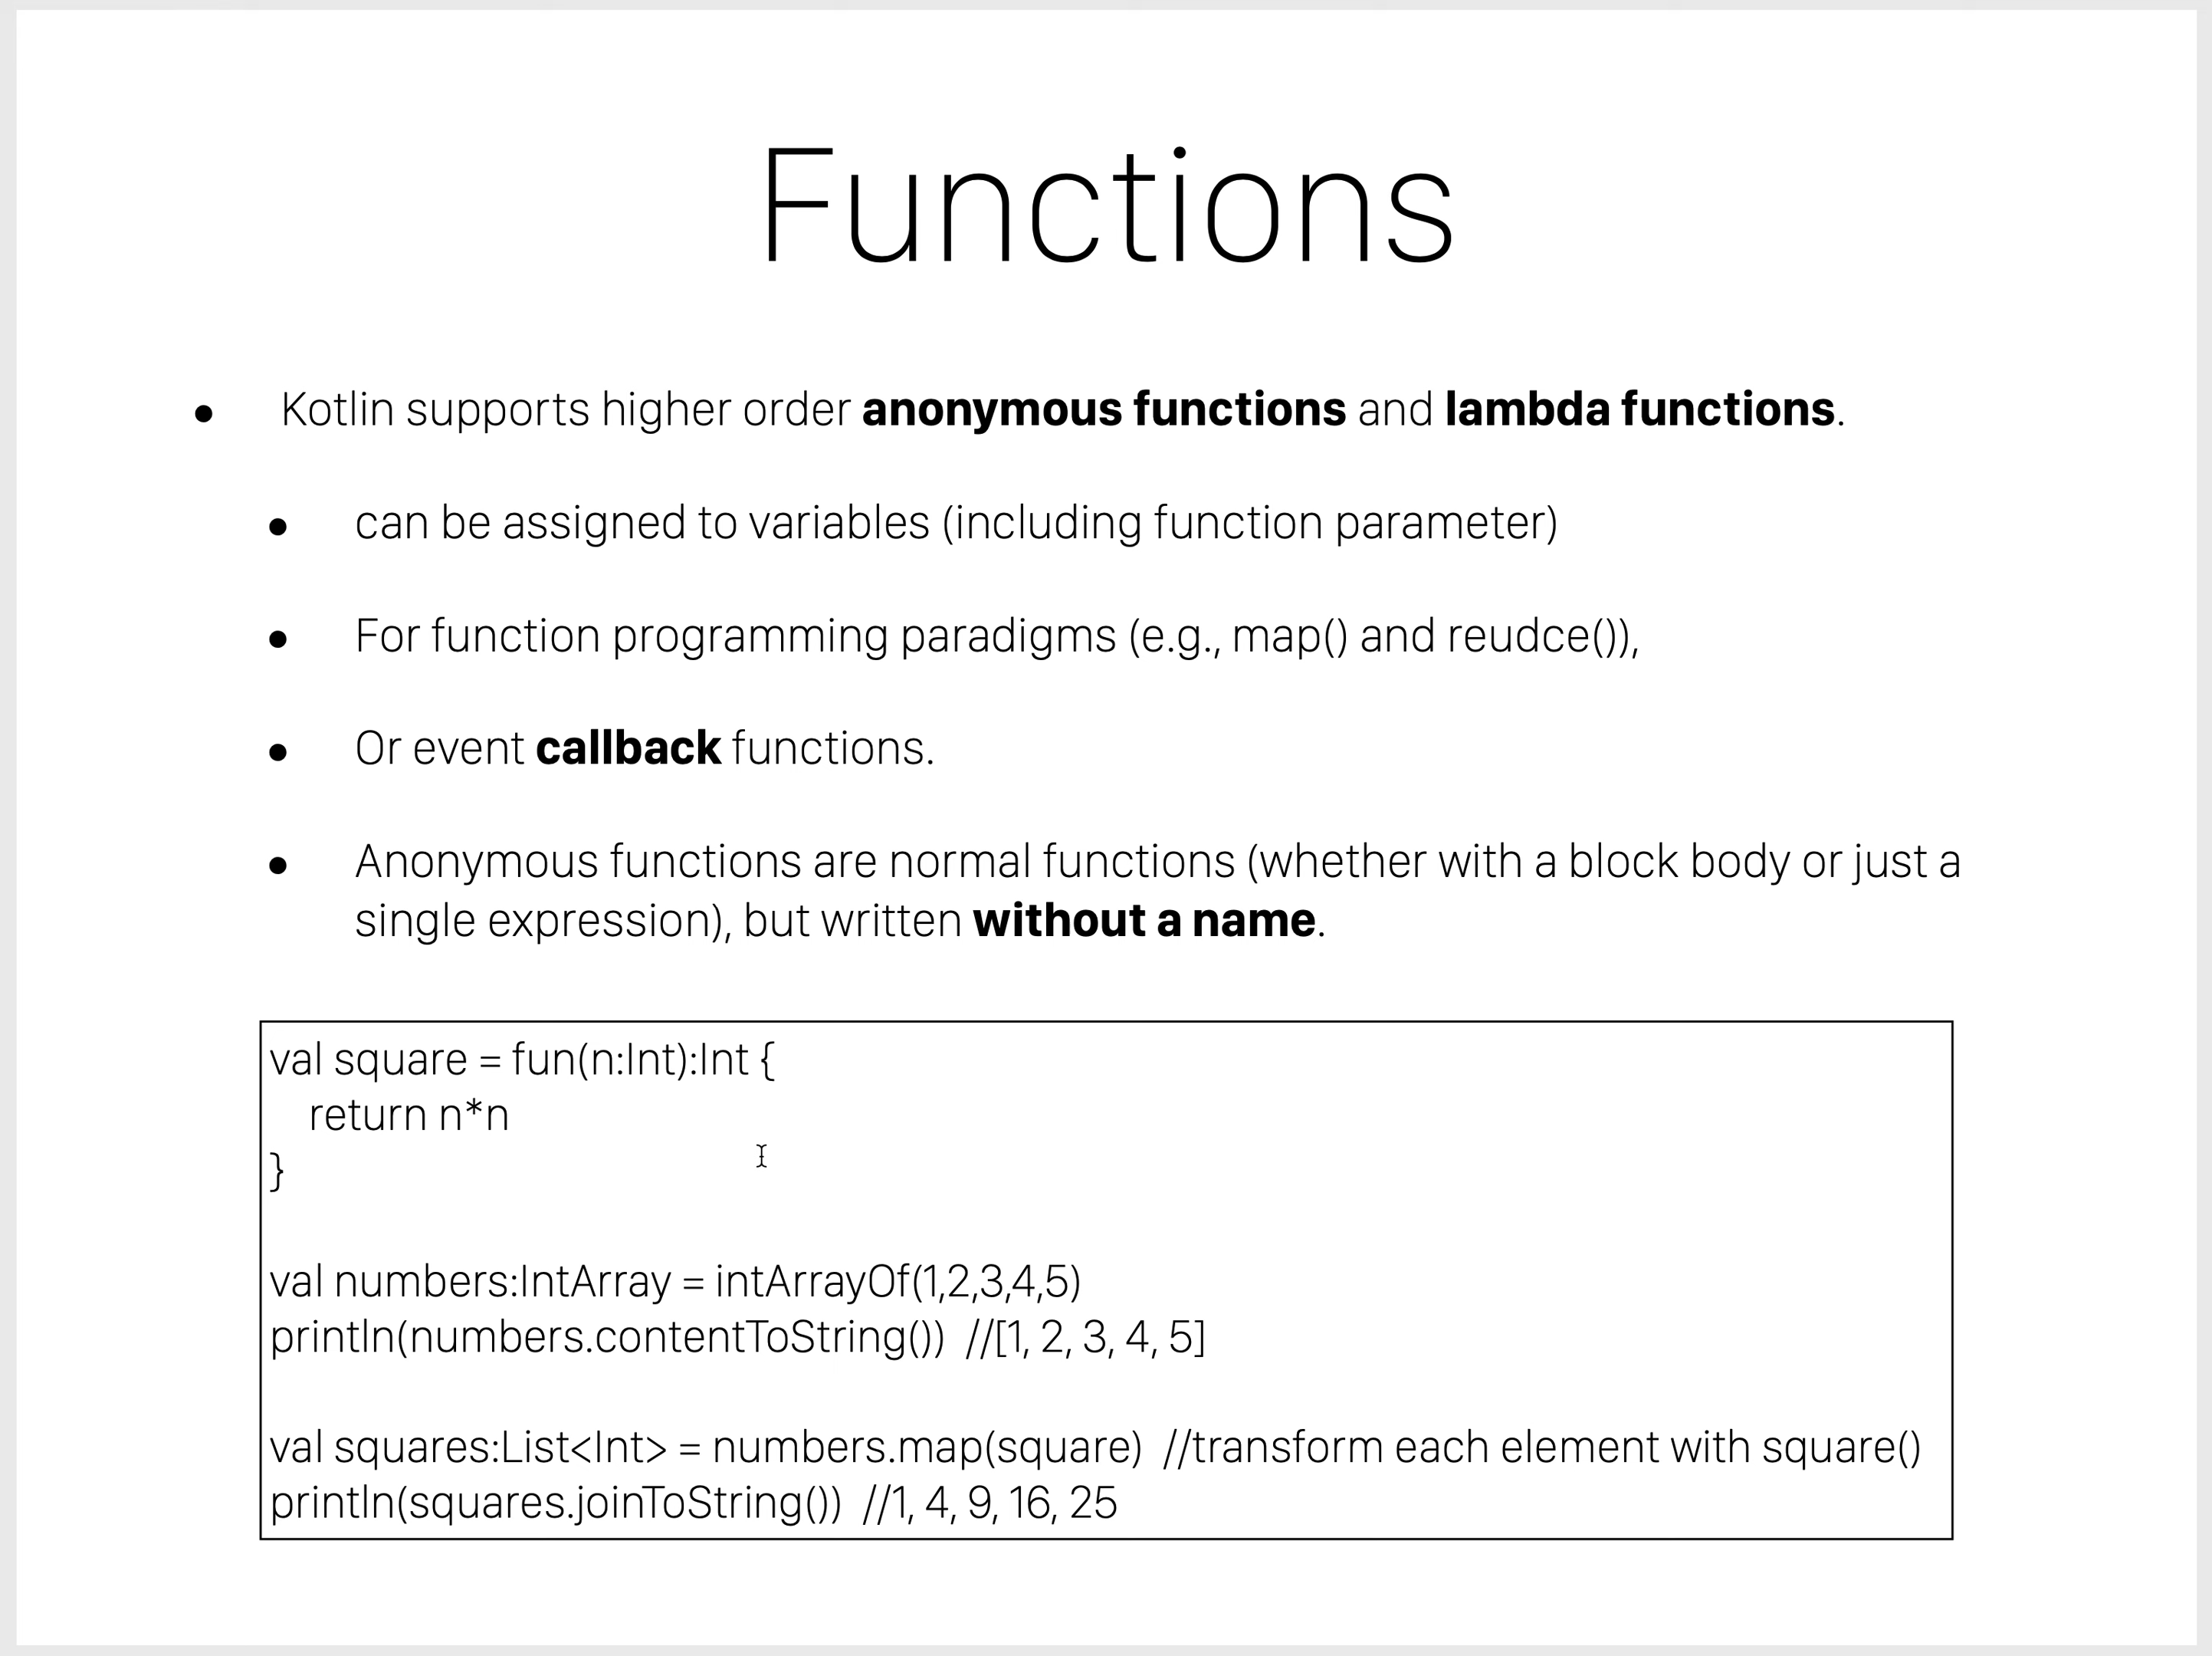 Functions
• Kotlin supports higher order anonymous functions and lambda functions.
• can be assigned to variables (including function parameter)
• For function programming paradigms (e.g., map() and reudce()),
• Or event callback functions.
• Anonymous functions are normal functions (whether with a block body or just a
single expression), but written without a name.
val square = fun(n:Int):Int {
    return n*n
}
val numbers:IntArray = intArrayOf(1,2,3,4,5)
println(numbers.contentToString())  //[1, 2, 3, 4, 5]
val squares:List<Int> = numbers.map(square)  //transform each element with square()
println(squares.joinToString())  //1, 4, 9, 16, 25